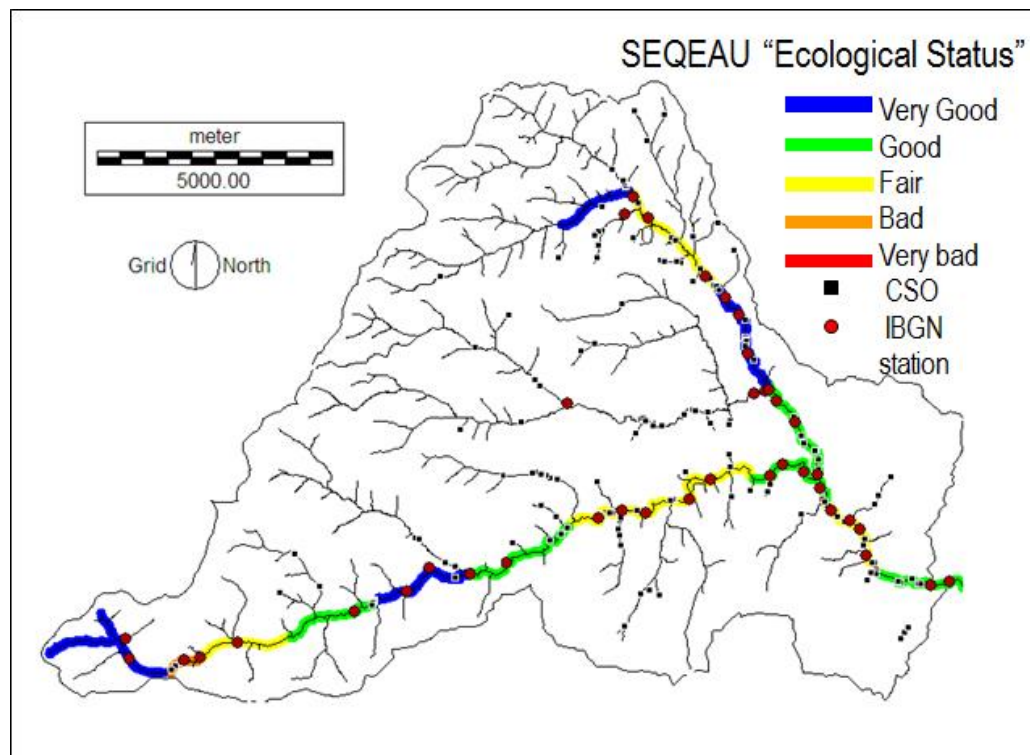 SEQEAU “Ecological Status”
meter
5000.00
Grid North
Very Good
Good
Fair
Bad
Very bad
CSO
IBGN
station